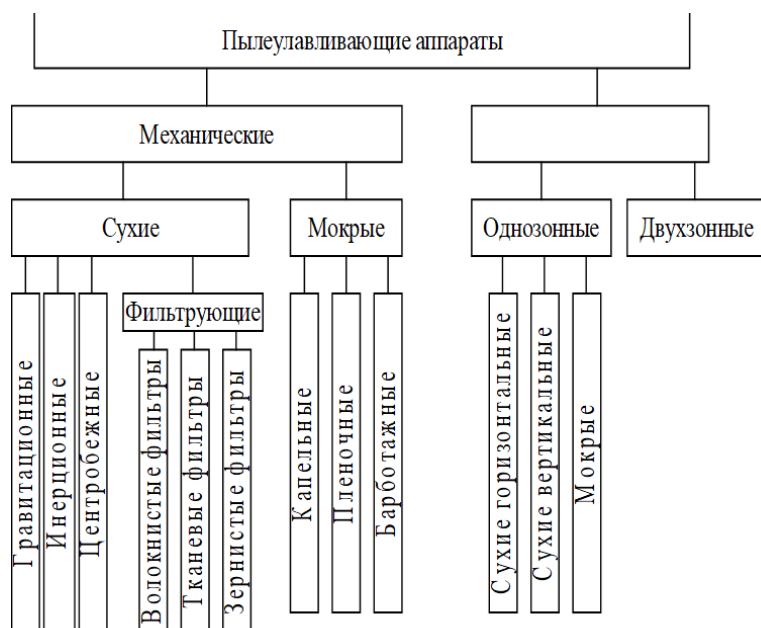 Пылеулавливающие аппараты
Механические
Сухие
Мокрые
Однозонные
Двухзонные
Фильтрующие
Гравитационные
Инерционные
Центробежные
Волокнистые фильтры
Тканевые фильтры
Зернистые фильтры
Капельные
Пленочные
Барботажные
Сухие горизонтальные
Сухие вертикальные
Мокрые